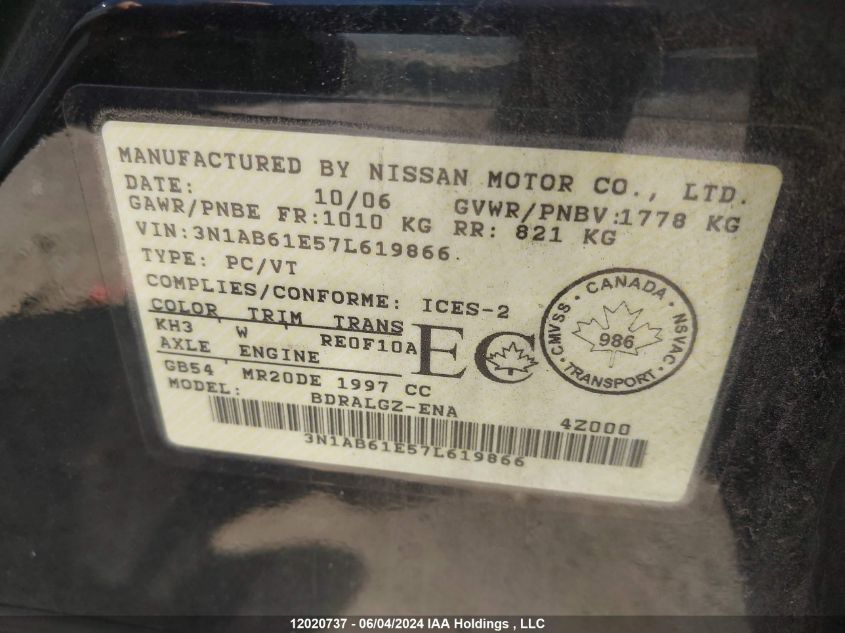 MANUFACTURED BY NISSAN MOTOR CO., LTD.
DATE: 10/06 GVWR/PNBV:1778 KG
GAWR/PNBE FR:1010 KG RR: 821 KG
VIN:3N1AB61E57L619866
TYPE: PC/VT
COMPLIES/CONFORME: ICES-2
COLOR TRIM TRANS
KH3 W RE0F10A
AXLE ENGINE
GB54 MR20DE 1997 CC
MODEL: BDRALGZ-ENA
4Z000
3N1AB61E57L619866
EC
CANADA
CMVSS · NSVAC
986
TRANSPORT
12020737 - 06/04/2024 IAA Holdings , LLC